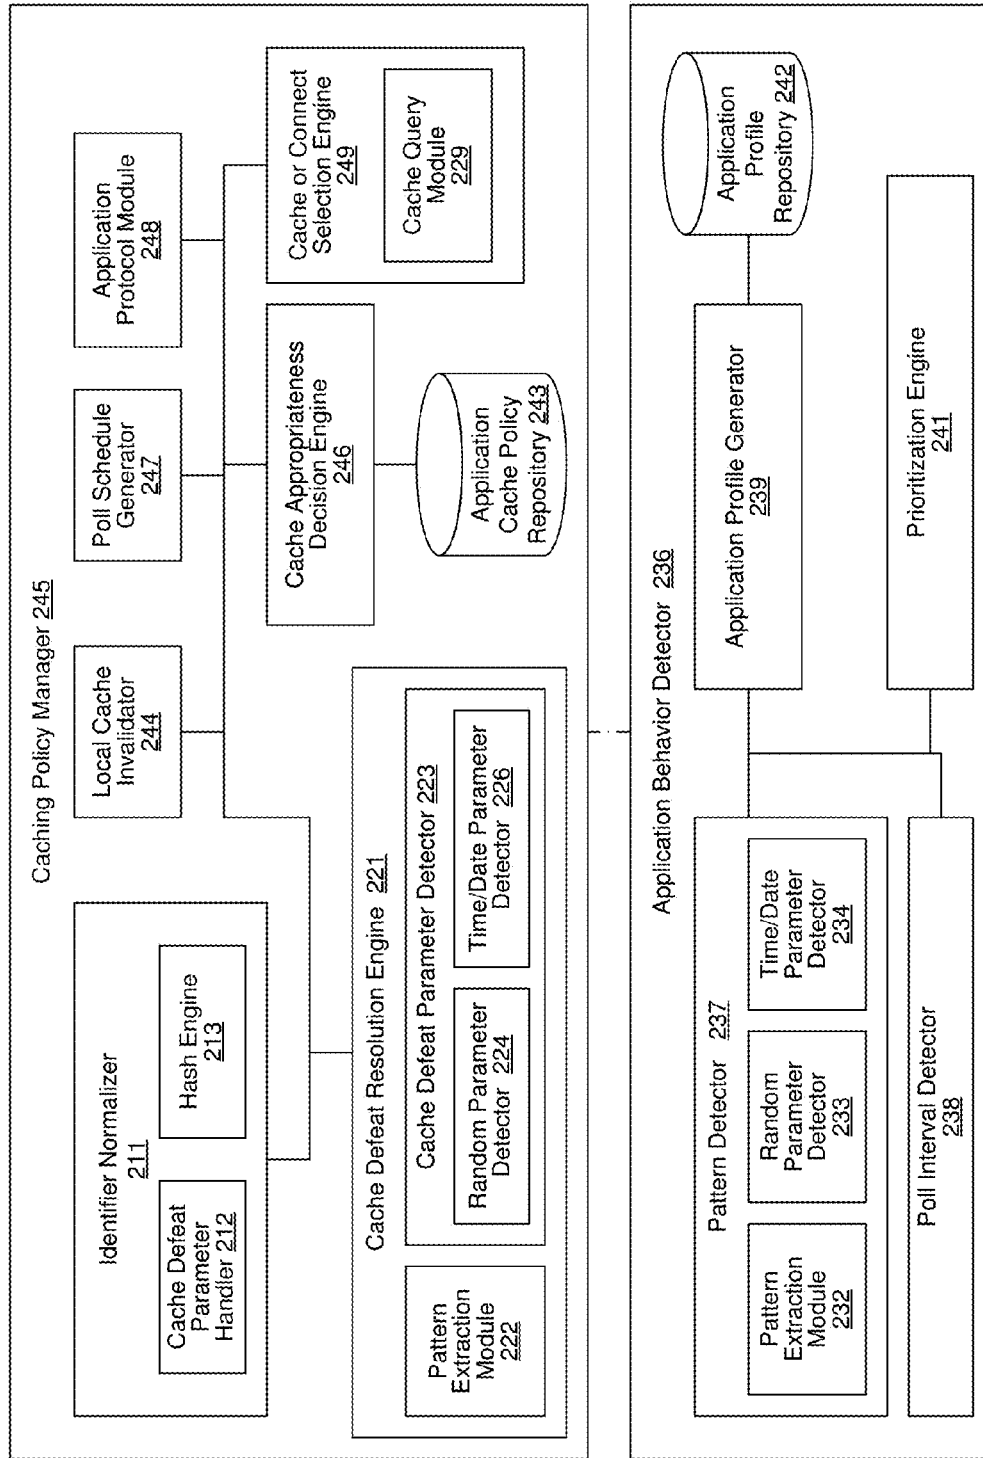 Caching Policy Manager 245
Identifier Normalizer
211
Cache Defeat
Parameter
Handler 212
Hash Engine
213
Local Cache
Invalidator
244
Poll Schedule
Generator
247
Application
Protocol Module
248
Cache Defeat Resolution Engine 221
Pattern
Extraction
Module
222
Cache Defeat Parameter Detector 223
Random Parameter
Detector 224
Time/Date Parameter
Detector 226
Cache Appropriateness
Decision Engine
246
Application
Cache Policy
Repository 243
Cache or Connect
Selection Engine
249
Cache Query
Module
229
Application Behavior Detector 236
Pattern Detector 237
Pattern
Extraction
Module
232
Random
Parameter
Detector
233
Time/Date
Parameter
Detector
234
Poll Interval Detector
238
Application Profile Generator
239
Application
Profile
Repository 242
Prioritization Engine
241